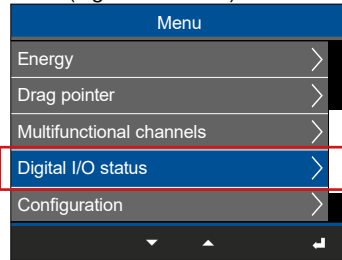 Menu
Energy
Drag pointer
Multifunctional channels
Digital I/O status
Configuration